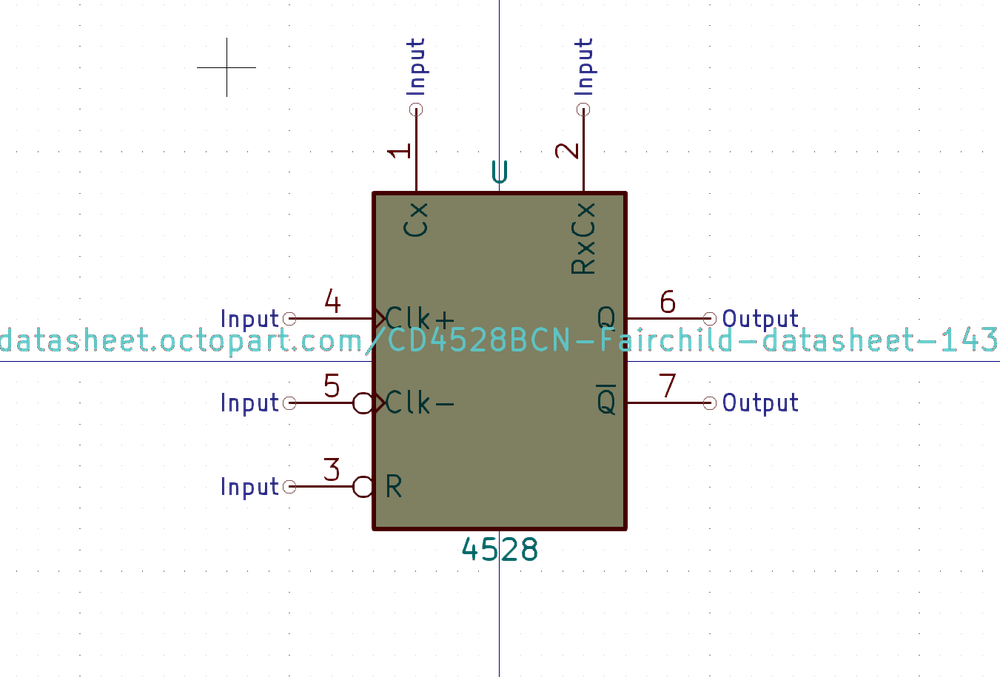 Input
Input
1
2
U
Cx
RxCx
Input 4 Clk+
Q 6 Output
datasheet.octopart.com/CD4528BCN-Fairchild-datasheet-143
Input 5 Clk-
Q̅ 7 Output
Input 3 R
4528